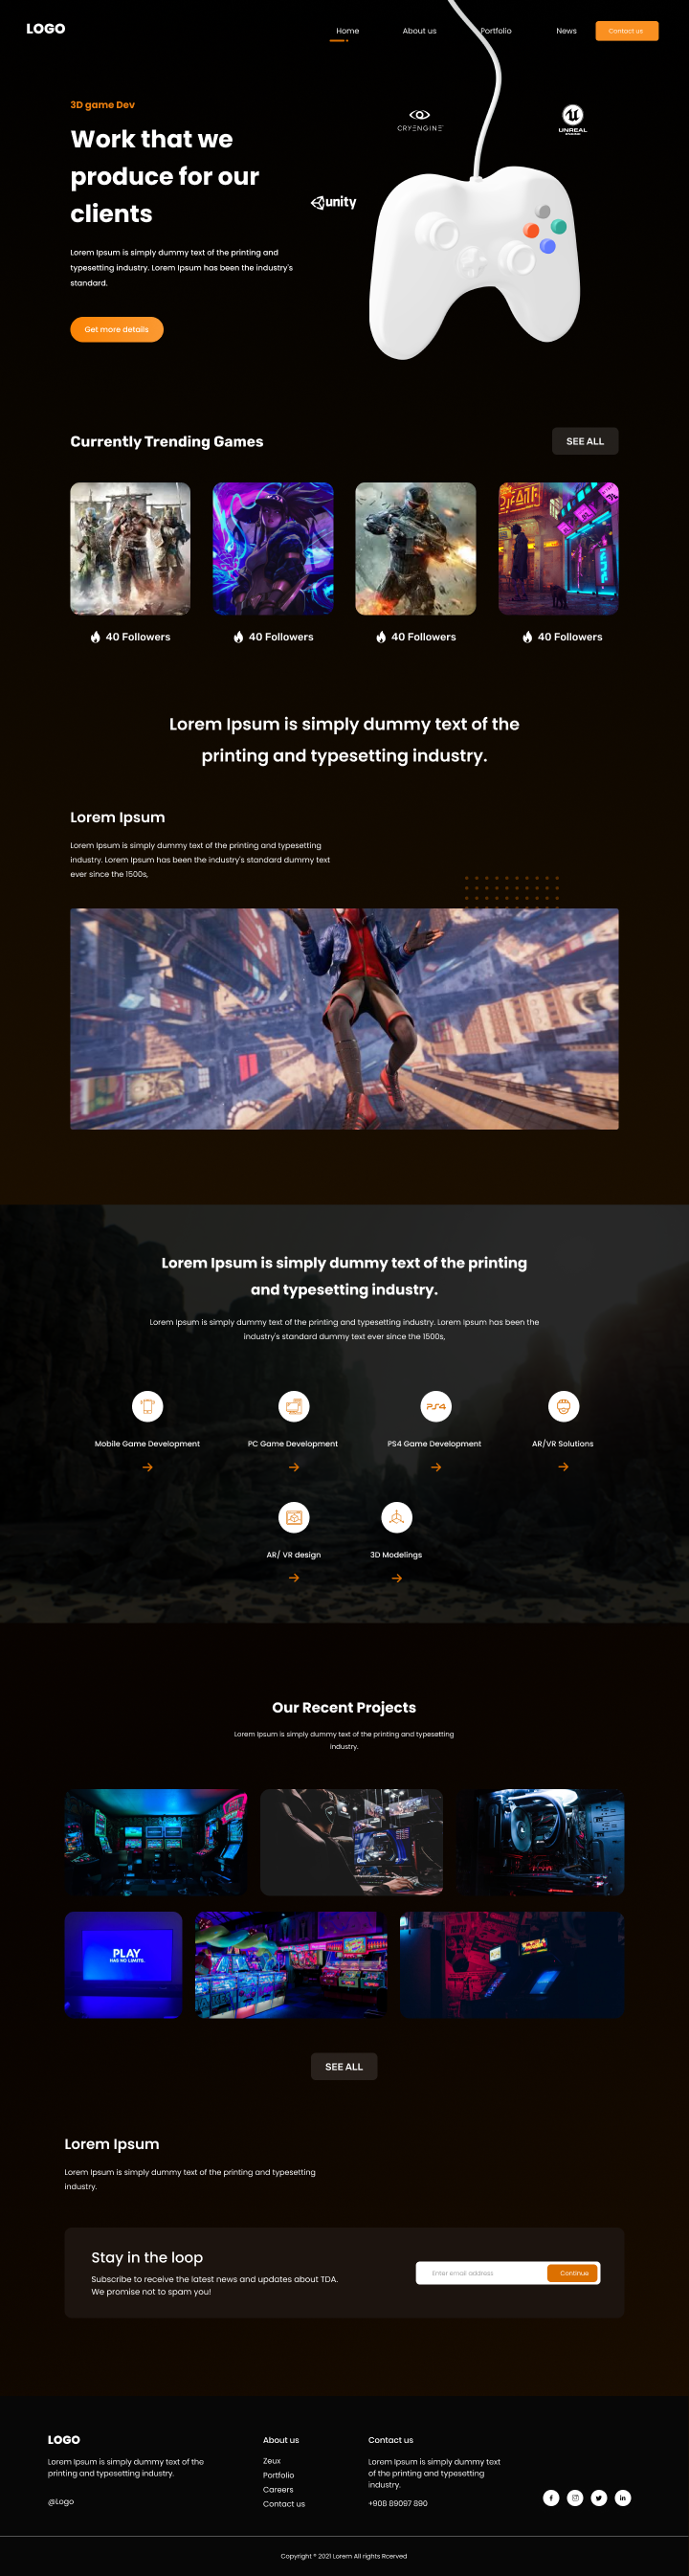 LOGO
Home
About us
Portfolio
News
Contact us
3D game Dev
Work that we
produce for our
clients
CRYENGINE
UNREAL
unity
Lorem Ipsum is simply dummy text of the printing and
typesetting industry. Lorem Ipsum has been the industry's
standard.
Get more details
Currently Trending Games
SEE ALL
40 Followers
40 Followers
40 Followers
40 Followers
Lorem Ipsum is simply dummy text of the
printing and typesetting industry.
Lorem Ipsum
Lorem Ipsum is simply dummy text of the printing and typesetting
industry. Lorem Ipsum has been the industry's standard dummy text
ever since the 1500s,
Lorem Ipsum is simply dummy text of the printing
and typesetting industry.
Lorem Ipsum is simply dummy text of the printing and typesetting industry. Lorem Ipsum has been the
industry's standard dummy text ever since the 1500s,
PS4
Mobile Game Development
PC Game Development
PS4 Game Development
AR/VR Solutions
AR/ VR design
3D Modelings
Our Recent Projects
Lorem Ipsum is simply dummy text of the printing and typesetting
industry.
PLAY
HAS NO LIMITS.
SEE ALL
Lorem Ipsum
Lorem Ipsum is simply dummy text of the printing and typesetting
industry.
Stay in the loop
Subscribe to receive the latest news and updates about TDA.
We promise not to spam you!
Enter email address
Continue
LOGO
Lorem Ipsum is simply dummy text of the
printing and typesetting industry.
@Logo
About us
Zeux
Portfolio
Careers
Contact us
Contact us
Lorem Ipsum is simply dummy text
of the printing and typesetting
industry.
+908 89097 890
Copyright ® 2021 Lorem All rights Rcerved